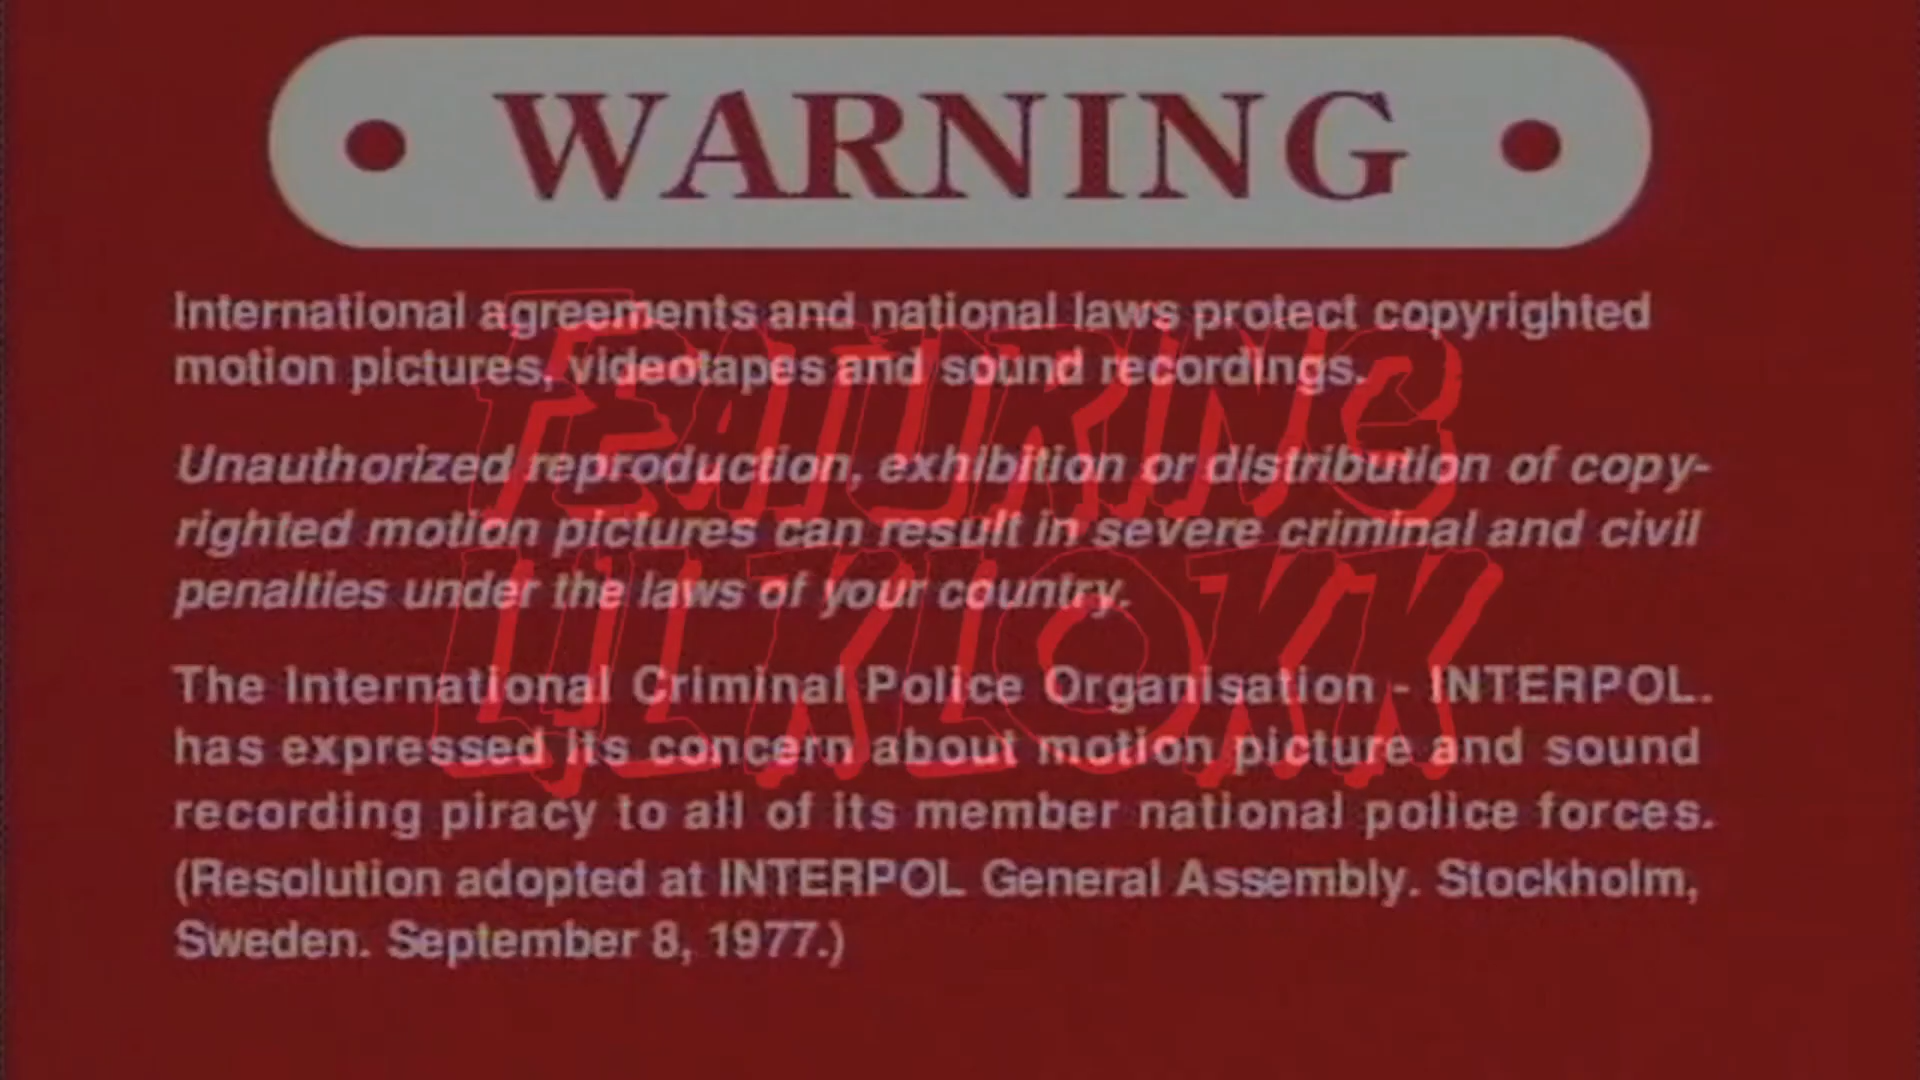 • WARNING •
International agreements and national laws protect copyrighted
motion pictures, videotapes and sound recordings.
FEATURING
Unauthorized reproduction, exhibition or distribution of copy-
righted motion pictures can result in severe criminal and civil
penalties under the laws of your country.
LIL KLOKK
The International Criminal Police Organisation - INTERPOL.
has expressed its concern about motion picture and sound
recording piracy to all of its member national police forces.
(Resolution adopted at INTERPOL General Assembly. Stockholm,
Sweden. September 8, 1977.)